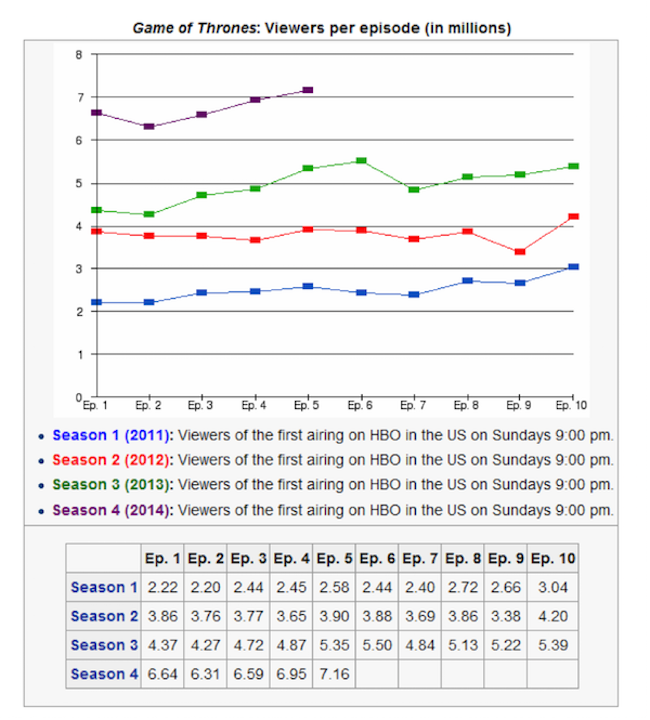 Game of Thrones: Viewers per episode (in millions)
8
7
6
5
4
3
2
1
0
Ep. 1 Ep. 2 Ep. 3 Ep. 4 Ep. 5 Ep. 6 Ep. 7 Ep. 8 Ep. 9 Ep. 10
• Season 1 (2011): Viewers of the first airing on HBO in the US on Sundays 9:00 pm.
• Season 2 (2012): Viewers of the first airing on HBO in the US on Sundays 9:00 pm.
• Season 3 (2013): Viewers of the first airing on HBO in the US on Sundays 9:00 pm.
• Season 4 (2014): Viewers of the first airing on HBO in the US on Sundays 9:00 pm.
Ep. 1 Ep. 2 Ep. 3 Ep. 4 Ep. 5 Ep. 6 Ep. 7 Ep. 8 Ep. 9 Ep. 10
Season 1 2.22 2.20 2.44 2.45 2.58 2.44 2.40 2.72 2.66 3.04
Season 2 3.86 3.76 3.77 3.65 3.90 3.88 3.69 3.86 3.38 4.20
Season 3 4.37 4.27 4.72 4.87 5.35 5.50 4.84 5.13 5.22 5.39
Season 4 6.64 6.31 6.59 6.95 7.16